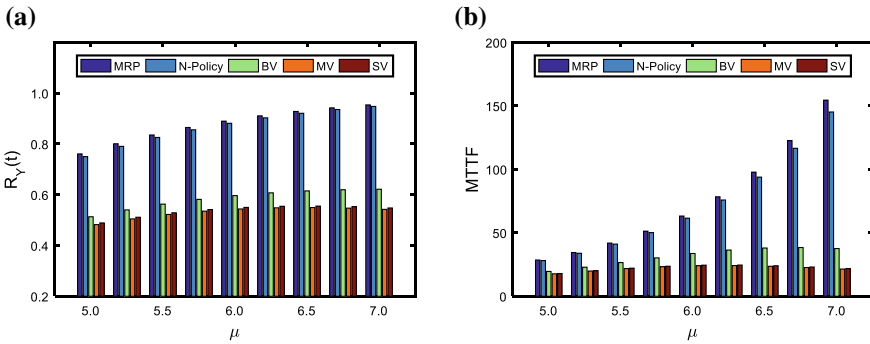 (a)
MRP N-Policy BV MV SV
1.0
0.8
0.6
0.4
0.2
R_Y(t)
5.0 5.5 6.0 6.5 7.0
μ
(b)
MRP N-Policy BV MV SV
200
150
100
50
0
MTTF
5.0 5.5 6.0 6.5 7.0
μ